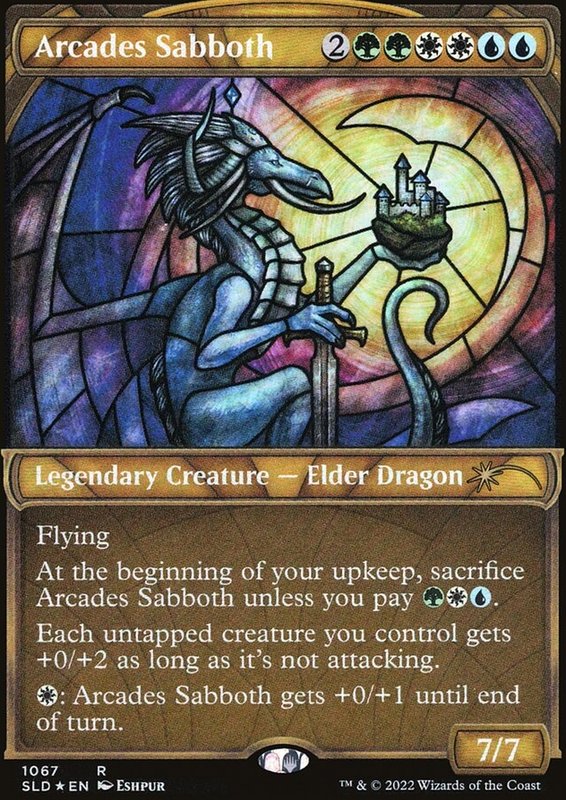 Arcades Sabboth 2
Legendary Creature — Elder Dragon
Flying
At the beginning of your upkeep, sacrifice
Arcades Sabboth unless you pay .
Each untapped creature you control gets
+0/+2 as long as it's not attacking.
: Arcades Sabboth gets +0/+1 until end
of turn.
7/7
1067 R
SLD ★ EN Eshpur
™ & © 2022 Wizards of the Coast